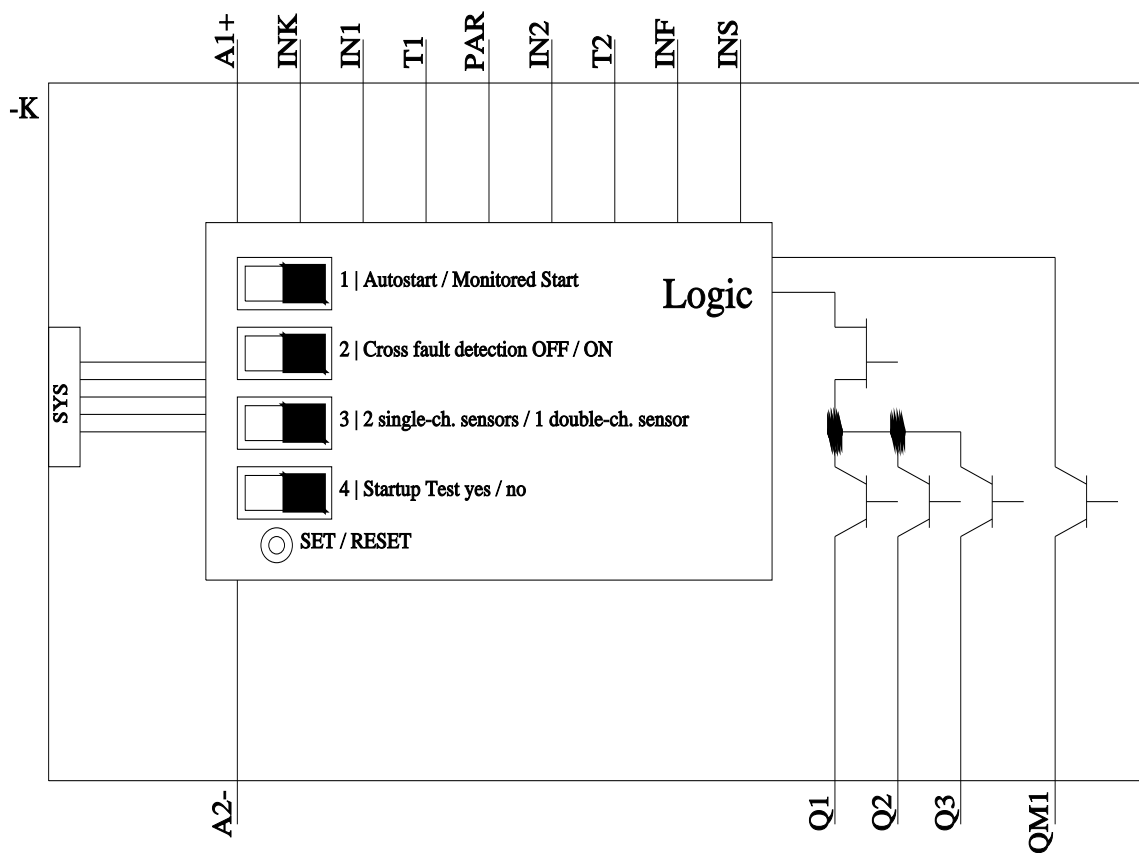 A1+
INK
IN1
T1
PAR
IN2
T2
INF
INS
-K
1 | Autostart / Monitored Start
Logic
2 | Cross fault detection OFF / ON
SYS
3 | 2 single-ch. sensors / 1 double-ch. sensor
4 | Startup Test yes / no
SET / RESET
A2-
Q1
Q2
Q3
QM1